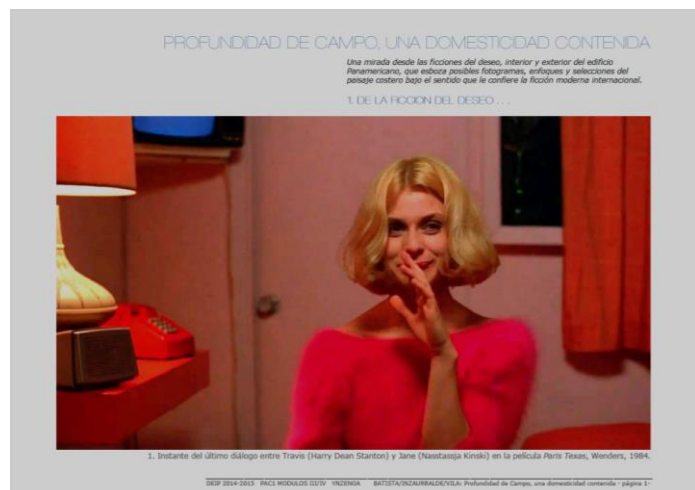 PROFUNDIDAD DE CAMPO, UNA DOMESTICIDAD CONTENIDA
Una mirada desde las ficciones del deseo, interior y exterior del edificio
Panamericano, que esboza posibles fotogramas, enfoques y selecciones del
paisaje costero bajo el sentido que le confiere la ficción moderna internacional.
1. DE LA FICCION DEL DESEO . . .
1. Instante del último diálogo entre Travis (Harry Dean Stanton) y Jane (Nasstassja Kinski) en la película Paris Texas, Wenders, 1984.
DEIP 2014-2015 PAC1 MODULOS III/IV YNZENGA BATISTA/INZAURRALDE/VILA: Profundidad de Campo, una domesticidad contenida - página 1-